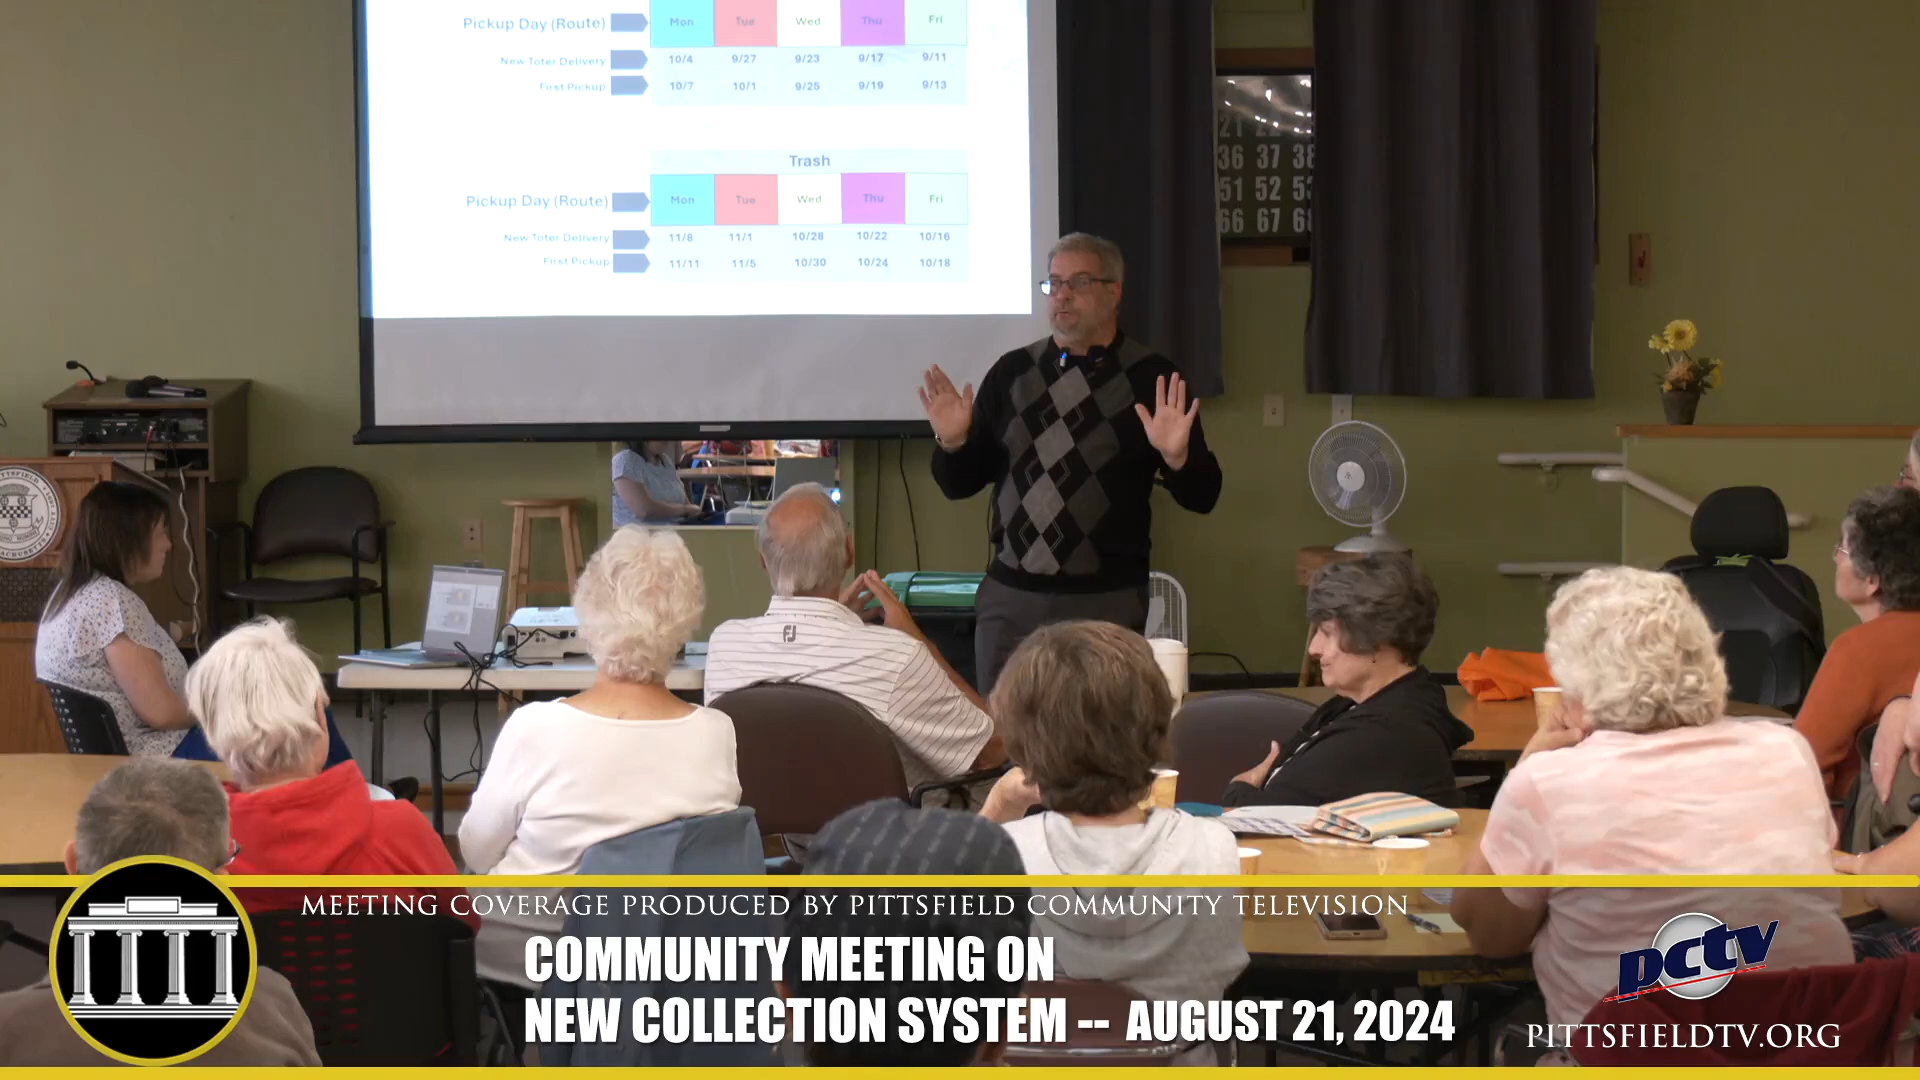 Pickup Day (Route) Mon Tue Wed Thu Fri
New Toter Delivery 10/4 9/27 9/23 9/17 9/11
First Pickup 10/7 10/1 9/25 9/19 9/13
Trash
Pickup Day (Route) Mon Tue Wed Thu Fri
New Toter Delivery 11/8 11/1 10/28 10/22 10/16
First Pickup 11/11 11/5 10/30 10/24 10/18
36 37 38
51 52 53
66 67 68
FJ
MEETING COVERAGE PRODUCED BY PITTSFIELD COMMUNITY TELEVISION
COMMUNITY MEETING ON
NEW COLLECTION SYSTEM -- AUGUST 21, 2024
pctv
PITTSFIELDTV.ORG